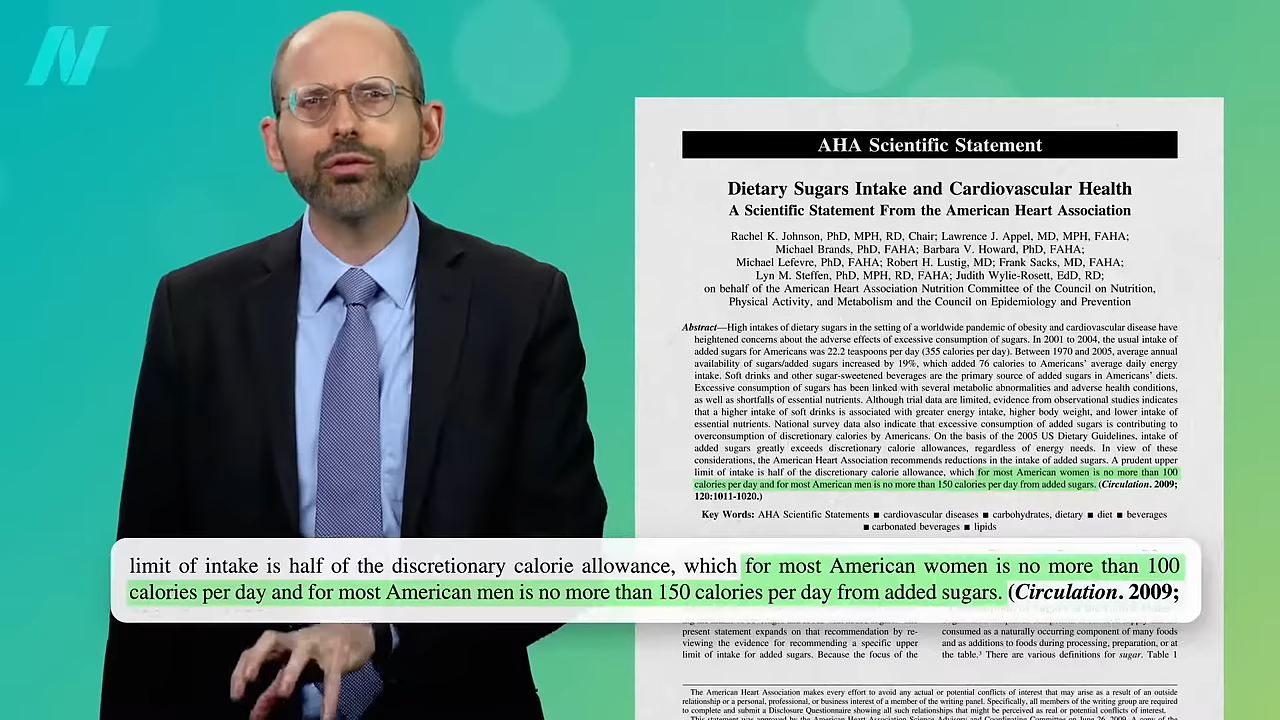 N
AHA Scientific Statement
Dietary Sugars Intake and Cardiovascular Health
A Scientific Statement From the American Heart Association
Rachel K. Johnson, PhD, MPH, RD, Chair; Lawrence J. Appel, MD, MPH, FAHA;
Michael Brands, PhD, FAHA; Barbara V. Howard, PhD, FAHA;
Michael Lefevre, PhD, FAHA; Robert H. Lustig, MD; Frank Sacks, MD, FAHA;
Lyn M. Steffen, PhD, MPH, RD, FAHA; Judith Wylie-Rosett, EdD, RD;
on behalf of the American Heart Association Nutrition Committee of the Council on Nutrition,
Physical Activity, and Metabolism and the Council on Epidemiology and Prevention
Abstract—High intakes of dietary sugars in the setting of a worldwide pandemic of obesity and cardiovascular disease have
heightened concerns about the adverse effects of excessive consumption of sugars. In 2001 to 2004, the usual intake of
added sugars for Americans was 22.2 teaspoons per day (355 calories per day). Between 1970 and 2005, average annual
availability of sugars/added sugars increased by 19%, which added 76 calories to Americans' average daily energy
intake. Soft drinks and other sugar-sweetened beverages are the primary source of added sugars in Americans' diets.
Excessive consumption of sugars has been linked with several metabolic abnormalities and adverse health conditions,
as well as shortfalls of essential nutrients. Although trial data are limited, evidence from observational studies indicates
that a higher intake of soft drinks is associated with greater energy intake, higher body weight, and lower intake of
essential nutrients. National survey data also indicate that excessive consumption of added sugars is contributing to
overconsumption of discretionary calories by Americans. On the basis of the 2005 US Dietary Guidelines, intake of
added sugars greatly exceeds discretionary calorie allowances, regardless of energy needs. In view of these
considerations, the American Heart Association recommends reductions in the intake of added sugars. A prudent upper
limit of intake is half of the discretionary calorie allowance, which for most American women is no more than 100
calories per day and for most American men is no more than 150 calories per day from added sugars. (Circulation. 2009;
120:1011-1020.)
Key Words: AHA Scientific Statements ■ cardiovascular diseases ■ carbohydrates, dietary ■ diet ■ beverages
■ carbonated beverages ■ lipids
limit of intake is half of the discretionary calorie allowance, which for most American women is no more than 100
calories per day and for most American men is no more than 150 calories per day from added sugars. (Circulation. 2009;
present statement expands on that recommendation by re-
viewing the evidence for recommending a specific upper
limit of intake for added sugars. Because the focus of the
consumed as a naturally occurring component of many foods
and as additions to foods during processing, preparation, or at
the table.³ There are various definitions for sugar. Table 1
The American Heart Association makes every effort to avoid any actual or potential conflicts of interest that may arise as a result of an outside
relationship or a personal, professional, or business interest of a member of the writing panel. Specifically, all members of the writing group are required
to complete and submit a Disclosure Questionnaire showing all such relationships that might be perceived as real or potential conflicts of interest.